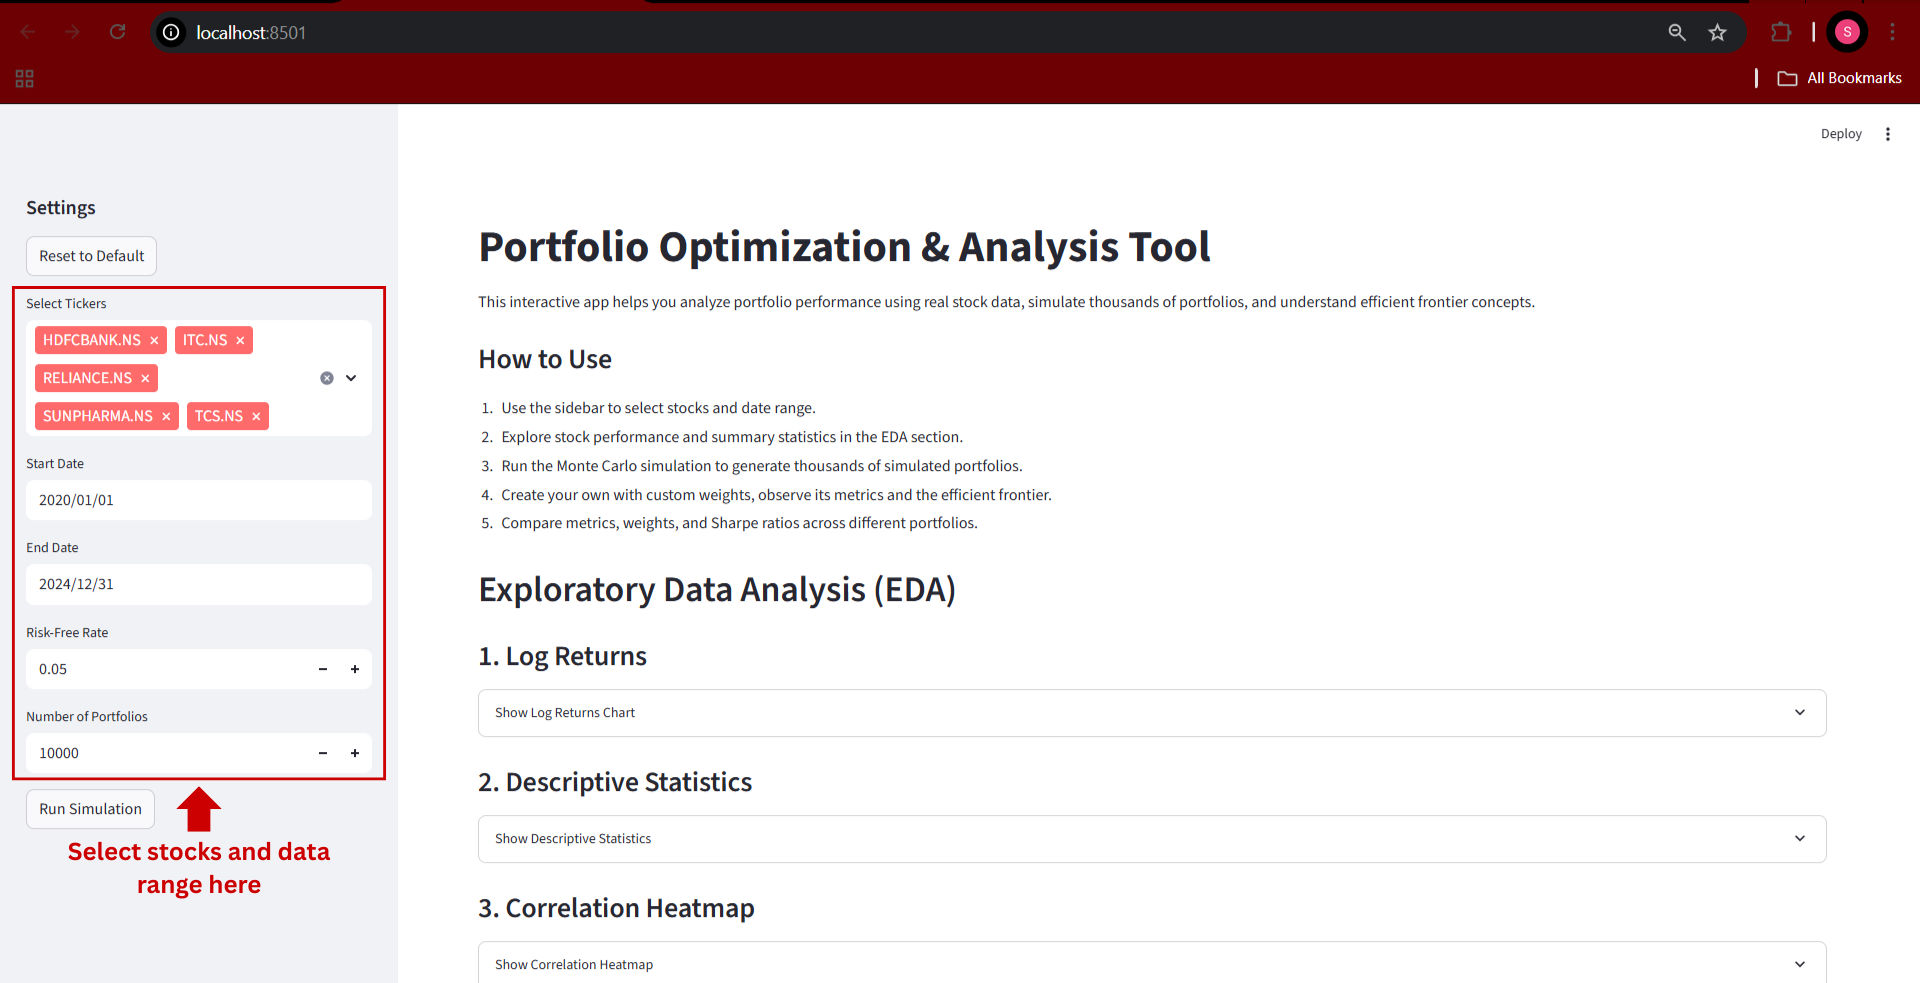 localhost:8501
S
All Bookmarks
Deploy
Settings
Reset to Default
Select Tickers
HDFCBANK.NS × ITC.NS ×
RELIANCE.NS ×
SUNPHARMA.NS × TCS.NS ×
Start Date
2020/01/01
End Date
2024/12/31
Risk-Free Rate
0.05
Number of Portfolios
10000
Run Simulation
Select stocks and data
range here
Portfolio Optimization & Analysis Tool
This interactive app helps you analyze portfolio performance using real stock data, simulate thousands of portfolios, and understand efficient frontier concepts.
How to Use
1. Use the sidebar to select stocks and date range.
2. Explore stock performance and summary statistics in the EDA section.
3. Run the Monte Carlo simulation to generate thousands of simulated portfolios.
4. Create your own with custom weights, observe its metrics and the efficient frontier.
5. Compare metrics, weights, and Sharpe ratios across different portfolios.
Exploratory Data Analysis (EDA)
1. Log Returns
Show Log Returns Chart
2. Descriptive Statistics
Show Descriptive Statistics
3. Correlation Heatmap
Show Correlation Heatmap